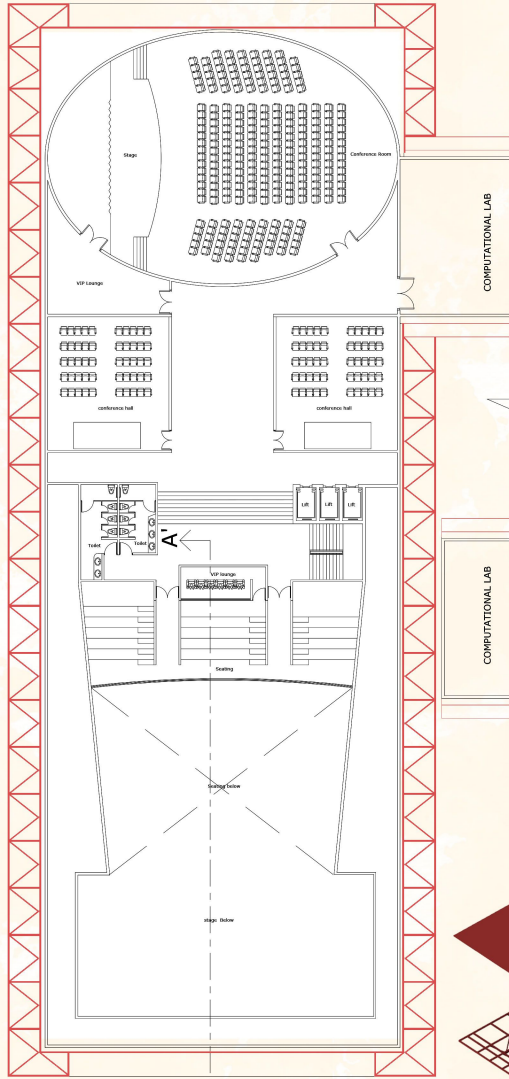 Stage
Conference Room
COMPUTATIONAL LAB
VIP Lounge
conference hall
conference hall
Lift
Lift
Lift
Toilet
Toilet
A'
VIP lounge
COMPUTATIONAL LAB
Seating
Seating below
stage Below